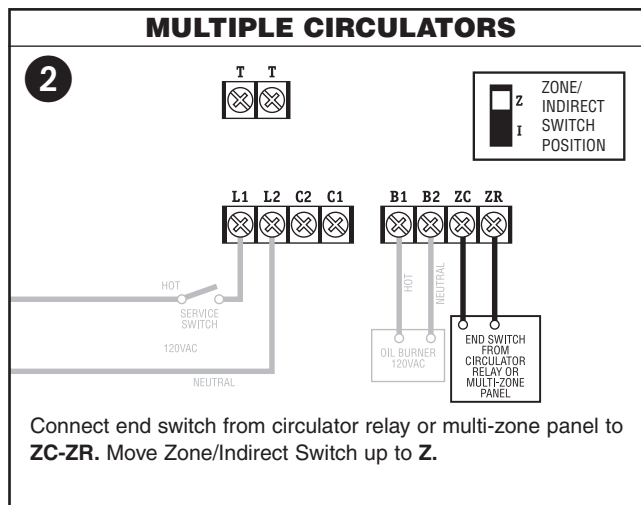 MULTIPLE CIRCULATORS
2
T T
ZONE/
INDIRECT
SWITCH
POSITION
Z
I
L1 L2 C2 C1
B1 B2 ZC ZR
HOT
SERVICE
SWITCH
120VAC
NEUTRAL
HOT
NEUTRAL
OIL BURNER
120VAC
END SWITCH
FROM
CIRCULATOR
RELAY OR
MULTI-ZONE
PANEL
Connect end switch from circulator relay or multi-zone panel to
ZC-ZR. Move Zone/Indirect Switch up to Z.